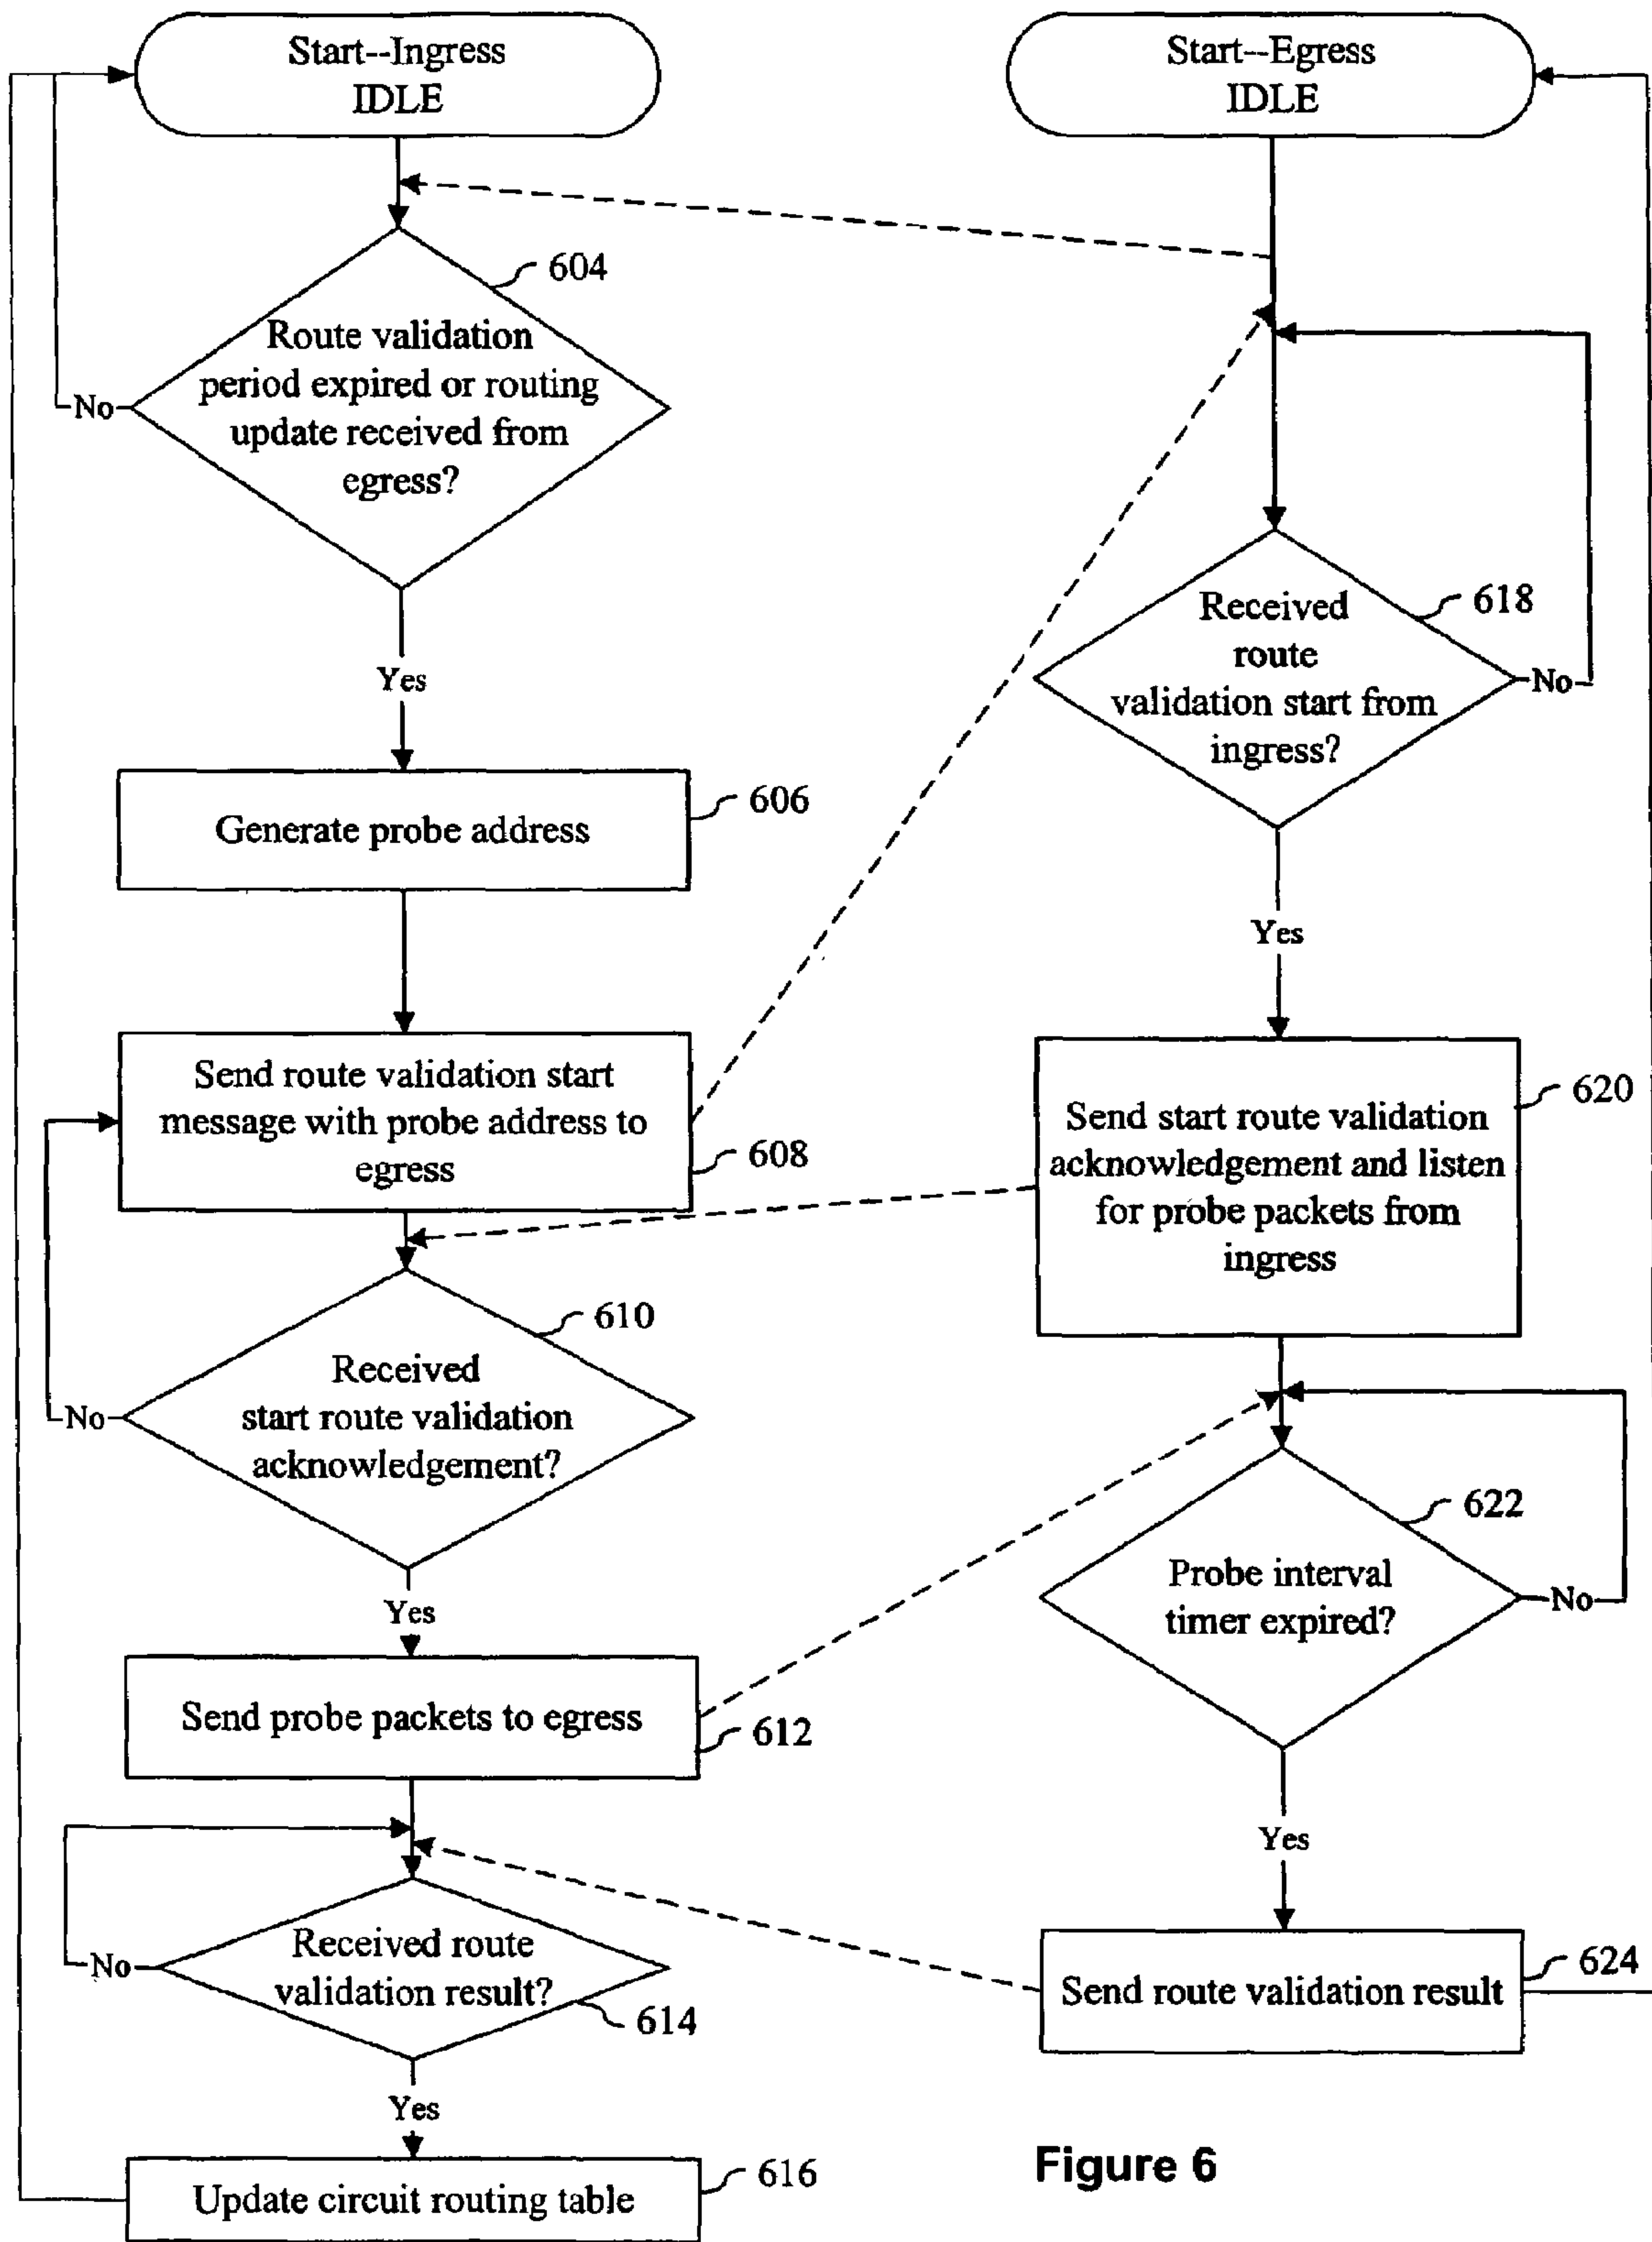 Start--Ingress
IDLE
604
Route validation
period expired or routing
update received from
egress?
No
Yes
606
Generate probe address
Send route validation start
message with probe address to
egress
608
610
Received
start route validation
acknowledgement?
No
Yes
Send probe packets to egress
612
Received route
validation result?
No
614
Yes
616
Update circuit routing table
Start--Egress
IDLE
618
Received
route
validation start from
ingress?
No
Yes
620
Send start route validation
acknowledgement and listen
for probe packets from
ingress
622
Probe interval
timer expired?
No
Yes
624
Send route validation result
Figure 6